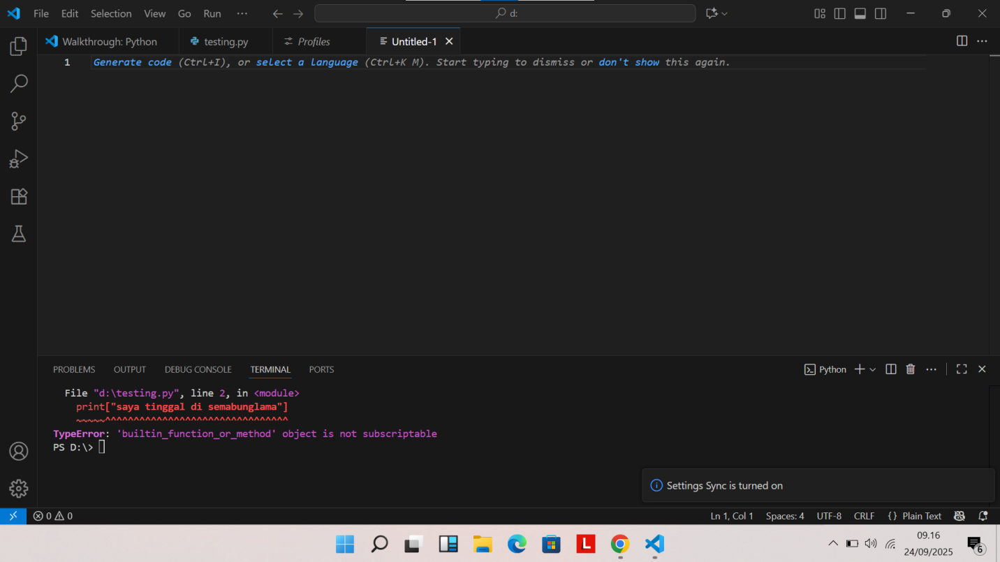 File Edit Selection View Go Run ··· d:
Walkthrough: Python testing.py Profiles Untitled-1
1 Generate code (Ctrl+I), or select a language (Ctrl+K M). Start typing to dismiss or don't show this again.
PROBLEMS OUTPUT DEBUG CONSOLE TERMINAL PORTS Python
File "d:\testing.py", line 2, in <module>
print["saya tinggal di semabunglama"]
~~~~~^^^^^^^^^^^^^^^^^^^^^^^^^^^^^^^^
TypeError: 'builtin_function_or_method' object is not subscriptable
PS D:\>
Settings Sync is turned on
0 0 Ln 1, Col 1 Spaces: 4 UTF-8 CRLF {} Plain Text
L
09.16
24/09/2025
6